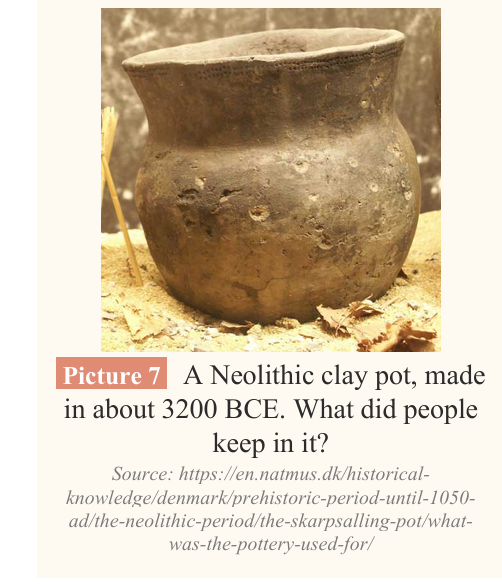 Picture 7 A Neolithic clay pot, made
in about 3200 BCE. What did people
keep in it?
Source: https://en.natmus.dk/historical-
knowledge/denmark/prehistoric-period-until-1050-
ad/the-neolithic-period/the-skarpsalling-pot/what-
was-the-pottery-used-for/